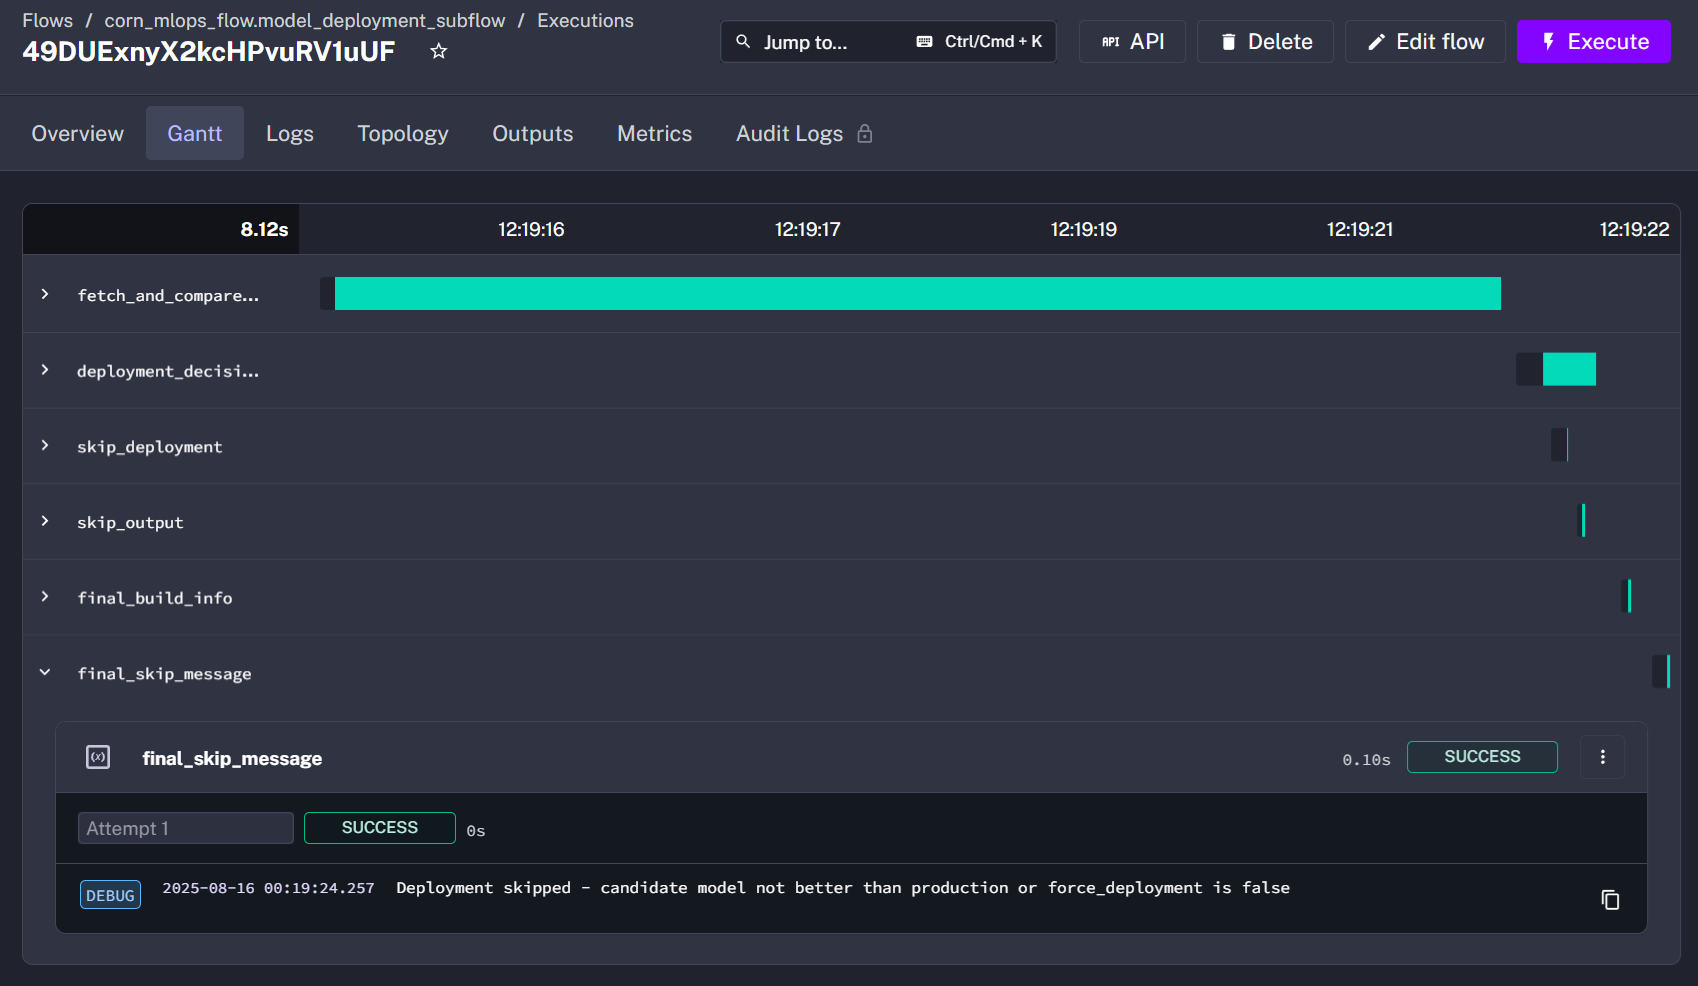 Flows / corn_mlops_flow.model_deployment_subflow / Executions
49DUExnyX2kcHPvuRV1uUF
Jump to... Ctrl/Cmd + K
API API
Delete
Edit flow
Execute
Overview Gantt Logs Topology Outputs Metrics Audit Logs
8.12s 12:19:16 12:19:17 12:19:19 12:19:21 12:19:22
fetch_and_compare...
deployment_decisi...
skip_deployment
skip_output
final_build_info
final_skip_message
(x) final_skip_message 0.10s SUCCESS
Attempt 1 SUCCESS 0s
DEBUG 2025-08-16 00:19:24.257 Deployment skipped - candidate model not better than production or force_deployment is false